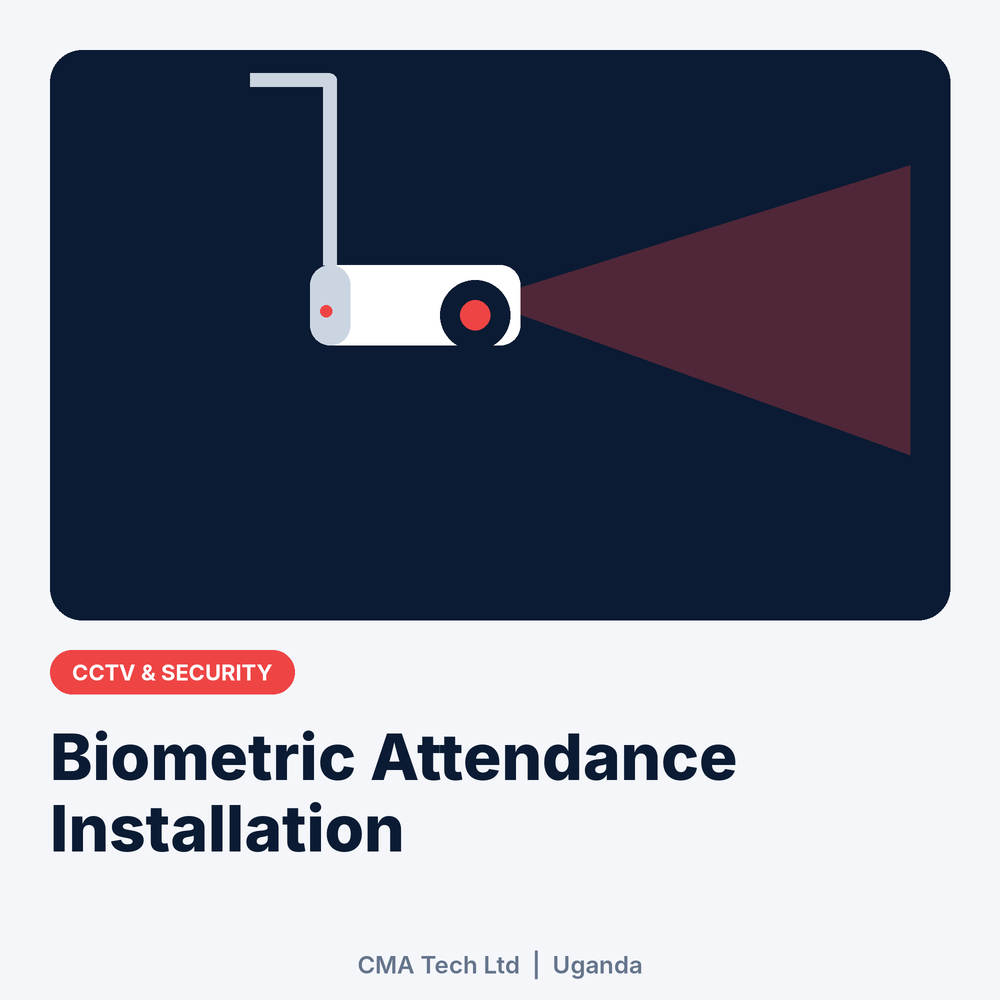 CCTV & SECURITY
Biometric Attendance
Installation
CMA Tech Ltd | Uganda